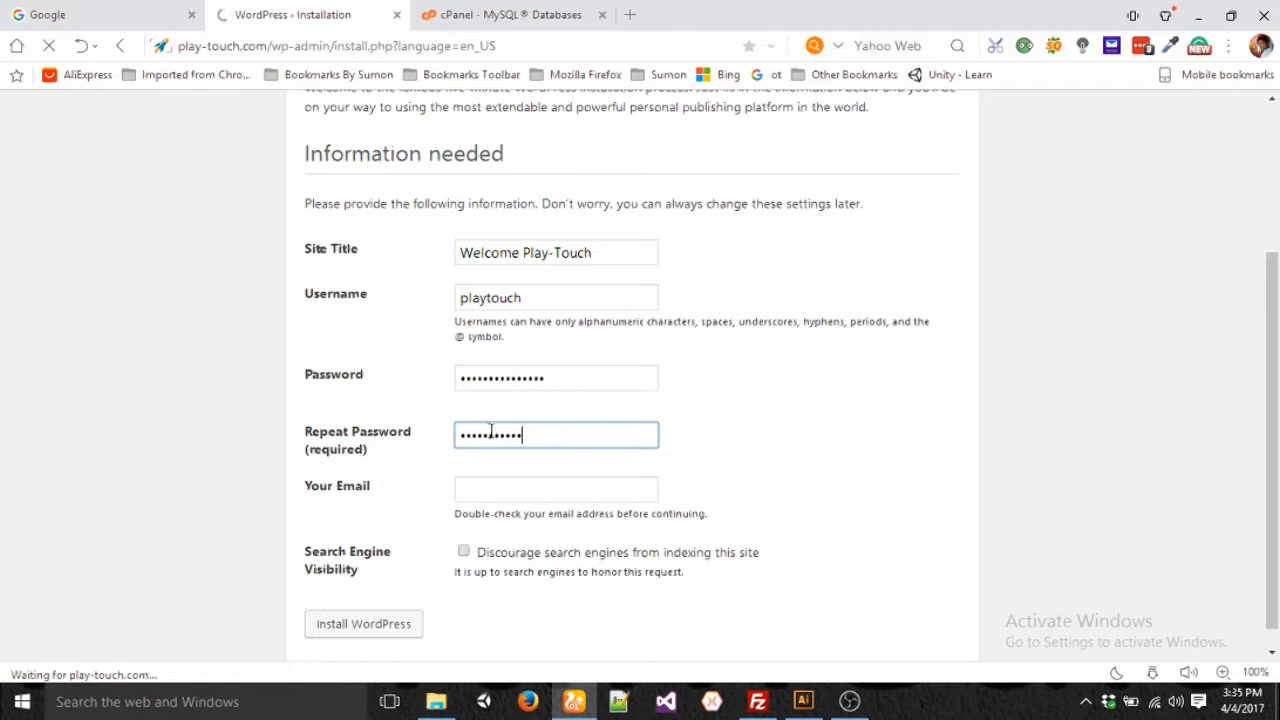 Google
WordPress › Installation
cPanel - MySQL® Databases
play-touch.com/wp-admin/install.php?language=en_US
Yahoo Web
NEW
AliExpress
Imported from Chro...
Bookmarks By Sumon
Bookmarks Toolbar
Mozilla Firefox
Sumon
Bing
ot
Other Bookmarks
Unity - Learn
Mobile bookmarks
on your way to using the most extendable and powerful personal publishing platform in the world.
Information needed
Please provide the following information. Don't worry, you can always change these settings later.
Site Title
Welcome Play-Touch
Username
playtouch
Usernames can have only alphanumeric characters, spaces, underscores, hyphens, periods, and the
@ symbol.
Password
Repeat Password
(required)
Your Email
Double-check your email address before continuing.
Search Engine
Visibility
Discourage search engines from indexing this site
It is up to search engines to honor this request.
Install WordPress
Activate Windows
Go to Settings to activate Windows.
Waiting for play-touch.com...
100%
Search the web and Windows
Fz
Ai
3:35 PM
4/4/2017